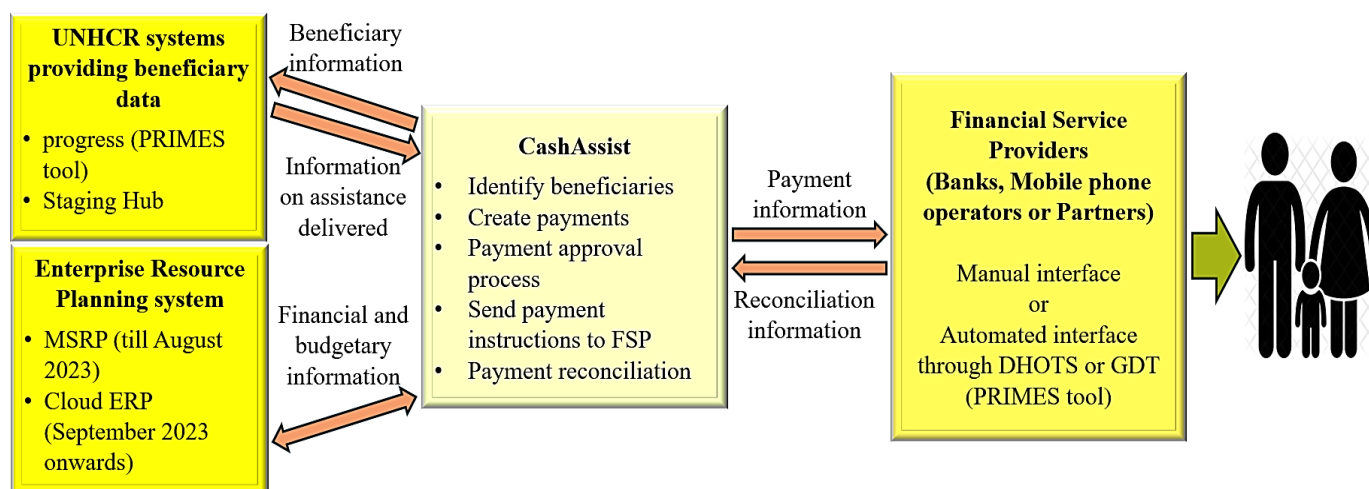 UNHCR systems
providing beneficiary
data
• progress (PRIMES
tool)
• Staging Hub
Enterprise Resource
Planning system
• MSRP (till August
2023)
• Cloud ERP
(September 2023
onwards)
Beneficiary
information
Information
on assistance
delivered
Financial and
budgetary
information
CashAssist
• Identify beneficiaries
• Create payments
• Payment approval
process
• Send payment
instructions to FSP
• Payment reconciliation
Payment
information
Reconciliation
information
Financial Service
Providers
(Banks, Mobile phone
operators or Partners)
Manual interface
or
Automated interface
through DHOTS or GDT
(PRIMES tool)